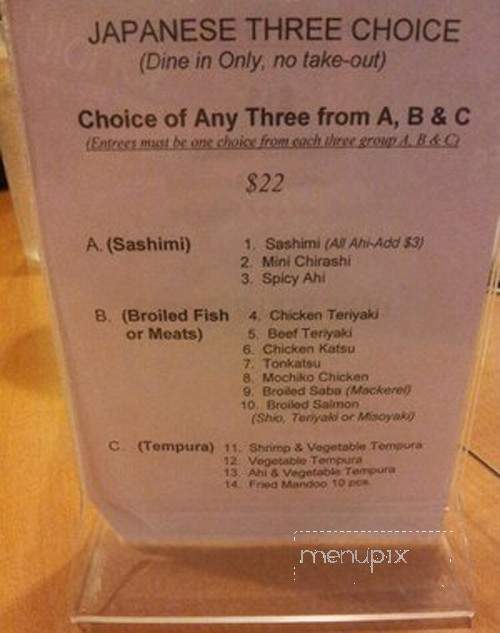 JAPANESE THREE CHOICE
(Dine in Only, no take-out)
Choice of Any Three from A, B & C
(Entrees must be one choice from each three group A, B & C)
$22
A. (Sashimi) 1. Sashimi (All Ahi-Add $3)
2. Mini Chirashi
3. Spicy Ahi
B. (Broiled Fish 4. Chicken Teriyaki
or Meats) 5. Beef Teriyaki
6. Chicken Katsu
7. Tonkatsu
8. Mochiko Chicken
9. Broiled Saba (Mackerel)
10. Broiled Salmon
(Shio, Teriyaki or Misoyaki)
C. (Tempura) 11. Shrimp & Vegetable Tempura
12. Vegetable Tempura
13. Ahi & Vegetable Tempura
14. Fried Mandoo 10 pcs.
menupix